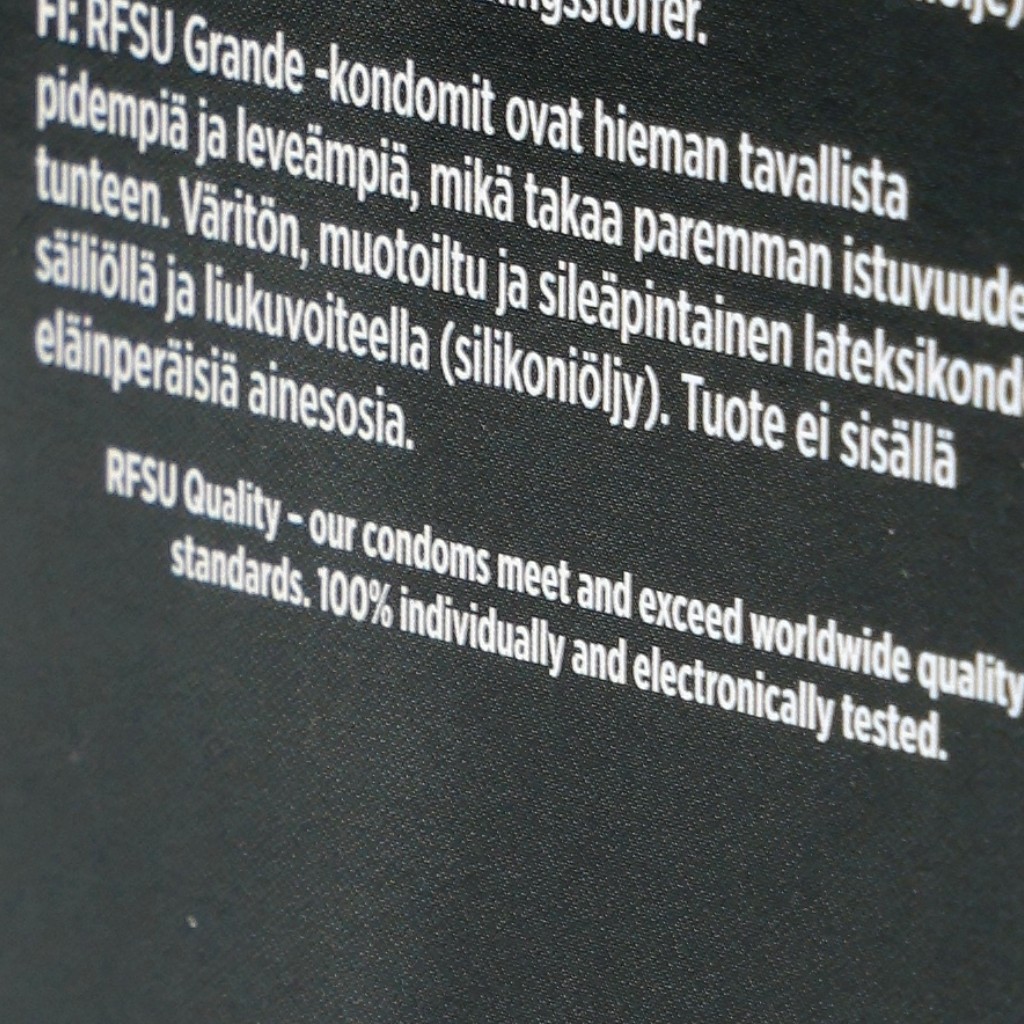 FI: RFSU Grande -kondomit ovat hieman tavallista
pidempiä ja leveämpiä, mikä takaa paremman istuvuude
tunteen. Väritön, muotoiltu ja sileäpintainen lateksikond
säiliöllä ja liukuvoiteella (silikoniöljy). Tuote ei sisällä
eläinperäisiä ainesosia.
RFSU Quality – our condoms meet and exceed worldwide quality
standards. 100% individually and electronically tested.